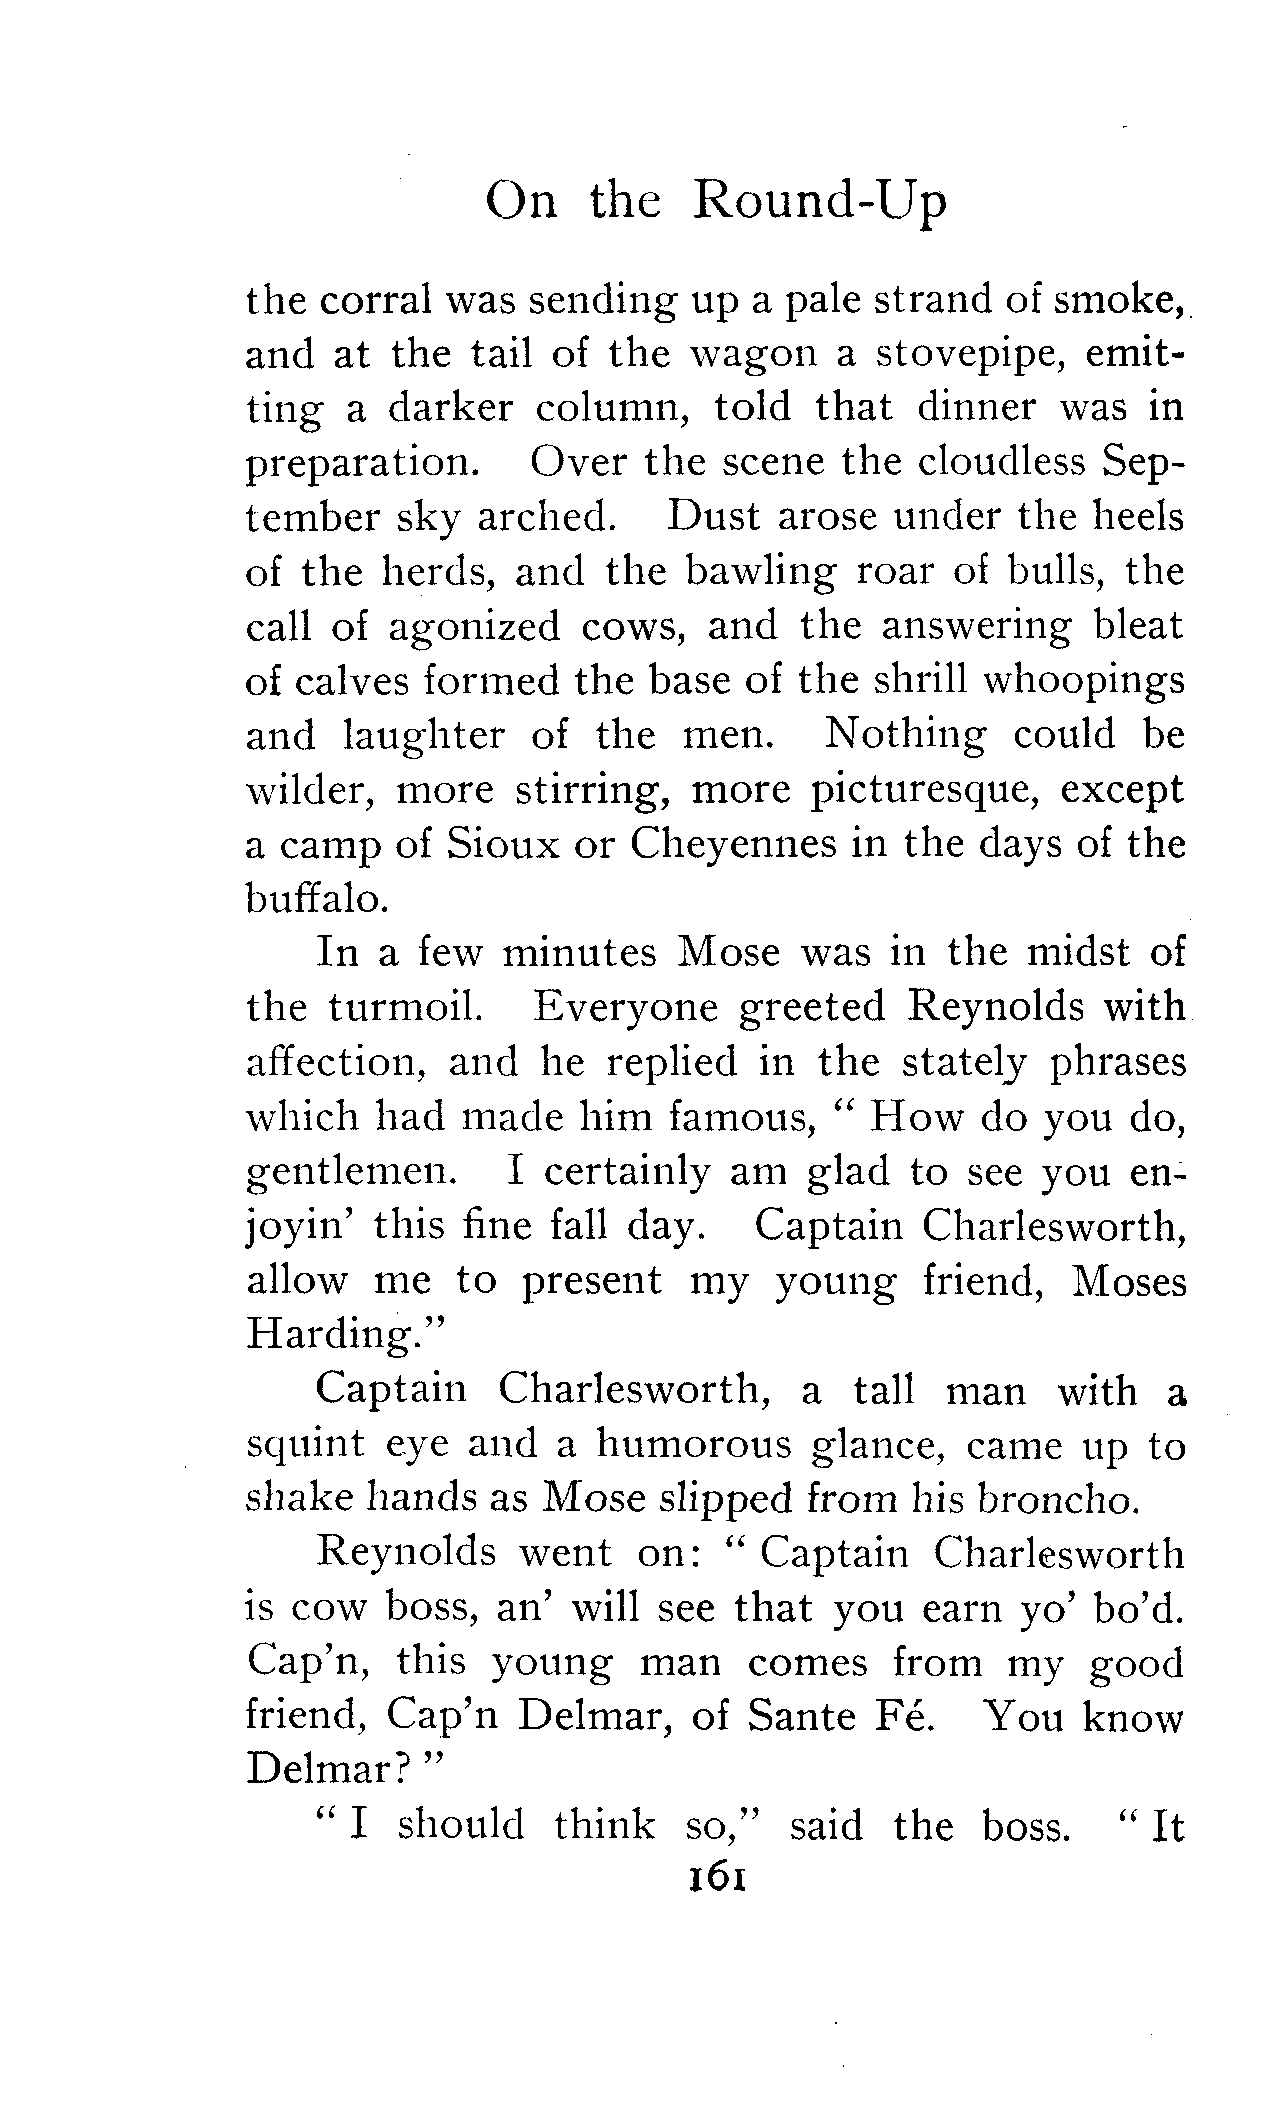 On the Round-Up
the corral was sending up a pale strand of smoke,
and at the tail of the wagon a stovepipe, emit-
ting a darker column, told that dinner was in
preparation. Over the scene the cloudless Sep-
tember sky arched. Dust arose under the heels
of the herds, and the bawling roar of bulls, the
call of agonized cows, and the answering bleat
of calves formed the base of the shrill whoopings
and laughter of the men. Nothing could be
wilder, more stirring, more picturesque, except
a camp of Sioux or Cheyennes in the days of the
buffalo.
In a few minutes Mose was in the midst of
the turmoil. Everyone greeted Reynolds with
affection, and he replied in the stately phrases
which had made him famous, " How do you do,
gentlemen. I certainly am glad to see you en-
joyin' this fine fall day. Captain Charlesworth,
allow me to present my young friend, Moses
Harding."
Captain Charlesworth, a tall man with a
squint eye and a humorous glance, came up to
shake hands as Mose slipped from his broncho.
Reynolds went on: " Captain Charlesworth
is cow boss, an' will see that you earn yo' bo'd.
Cap'n, this young man comes from my good
friend, Cap'n Delmar, of Sante Fé. You know
Delmar? "
" I should think so," said the boss. " It
161